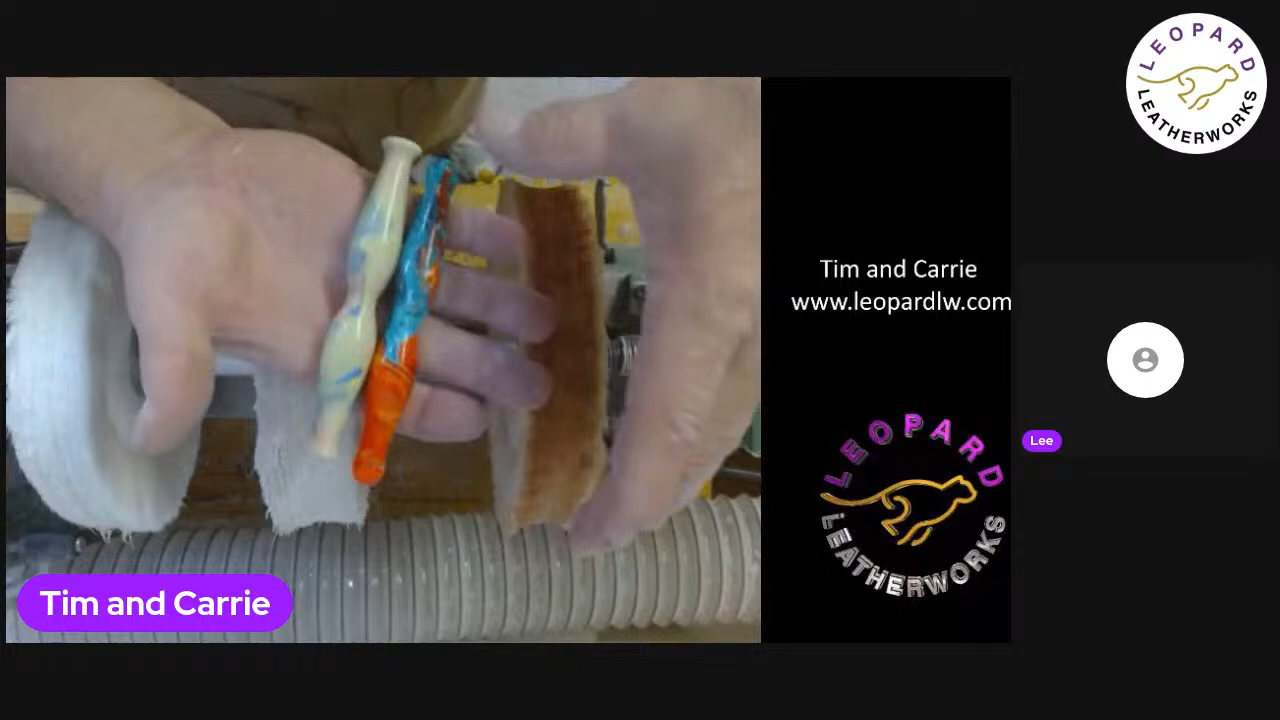 LEOPARD
LEATHERWORKS
Tim and Carrie
www.leopardlw.com
LEOPARD
LEATHERWORKS
Lee
Tim and Carrie